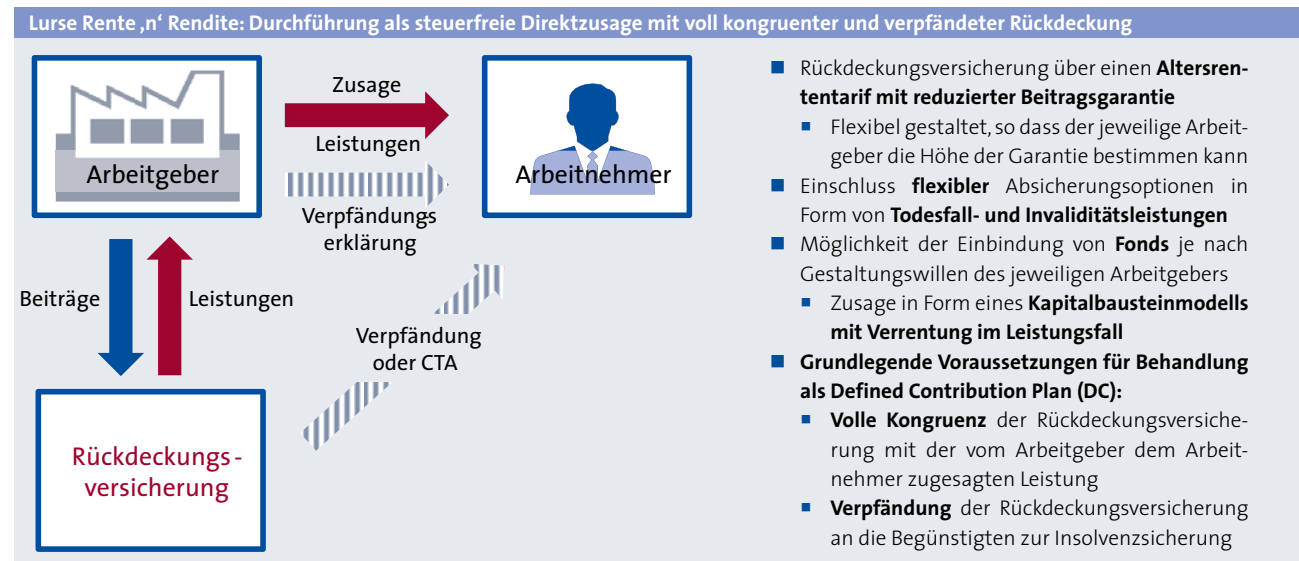 Lurse Rente ‚n‘ Rendite: Durchführung als steuerfreie Direktzusage mit voll kongruenter und verpfändeter Rückdeckung
Arbeitgeber
Zusage
Leistungen
Verpfändungs
erklärung
Arbeitnehmer
Beiträge
Leistungen
Verpfändung
oder CTA
Rückdeckungs-
versicherung
■ Rückdeckungsversicherung über einen Altersren-
tentarif mit reduzierter Beitragsgarantie
▪ Flexibel gestaltet, so dass der jeweilige Arbeit-
geber die Höhe der Garantie bestimmen kann
■ Einschluss flexibler Absicherungsoptionen in
Form von Todesfall- und Invaliditätsleistungen
■ Möglichkeit der Einbindung von Fonds je nach
Gestaltungswillen des jeweiligen Arbeitgebers
▪ Zusage in Form eines Kapitalbausteinmodells
mit Verrentung im Leistungsfall
■ Grundlegende Voraussetzungen für Behandlung
als Defined Contribution Plan (DC):
▪ Volle Kongruenz der Rückdeckungsversiche-
rung mit der vom Arbeitgeber dem Arbeit-
nehmer zugesagten Leistung
▪ Verpfändung der Rückdeckungsversicherung
an die Begünstigten zur Insolvenzsicherung